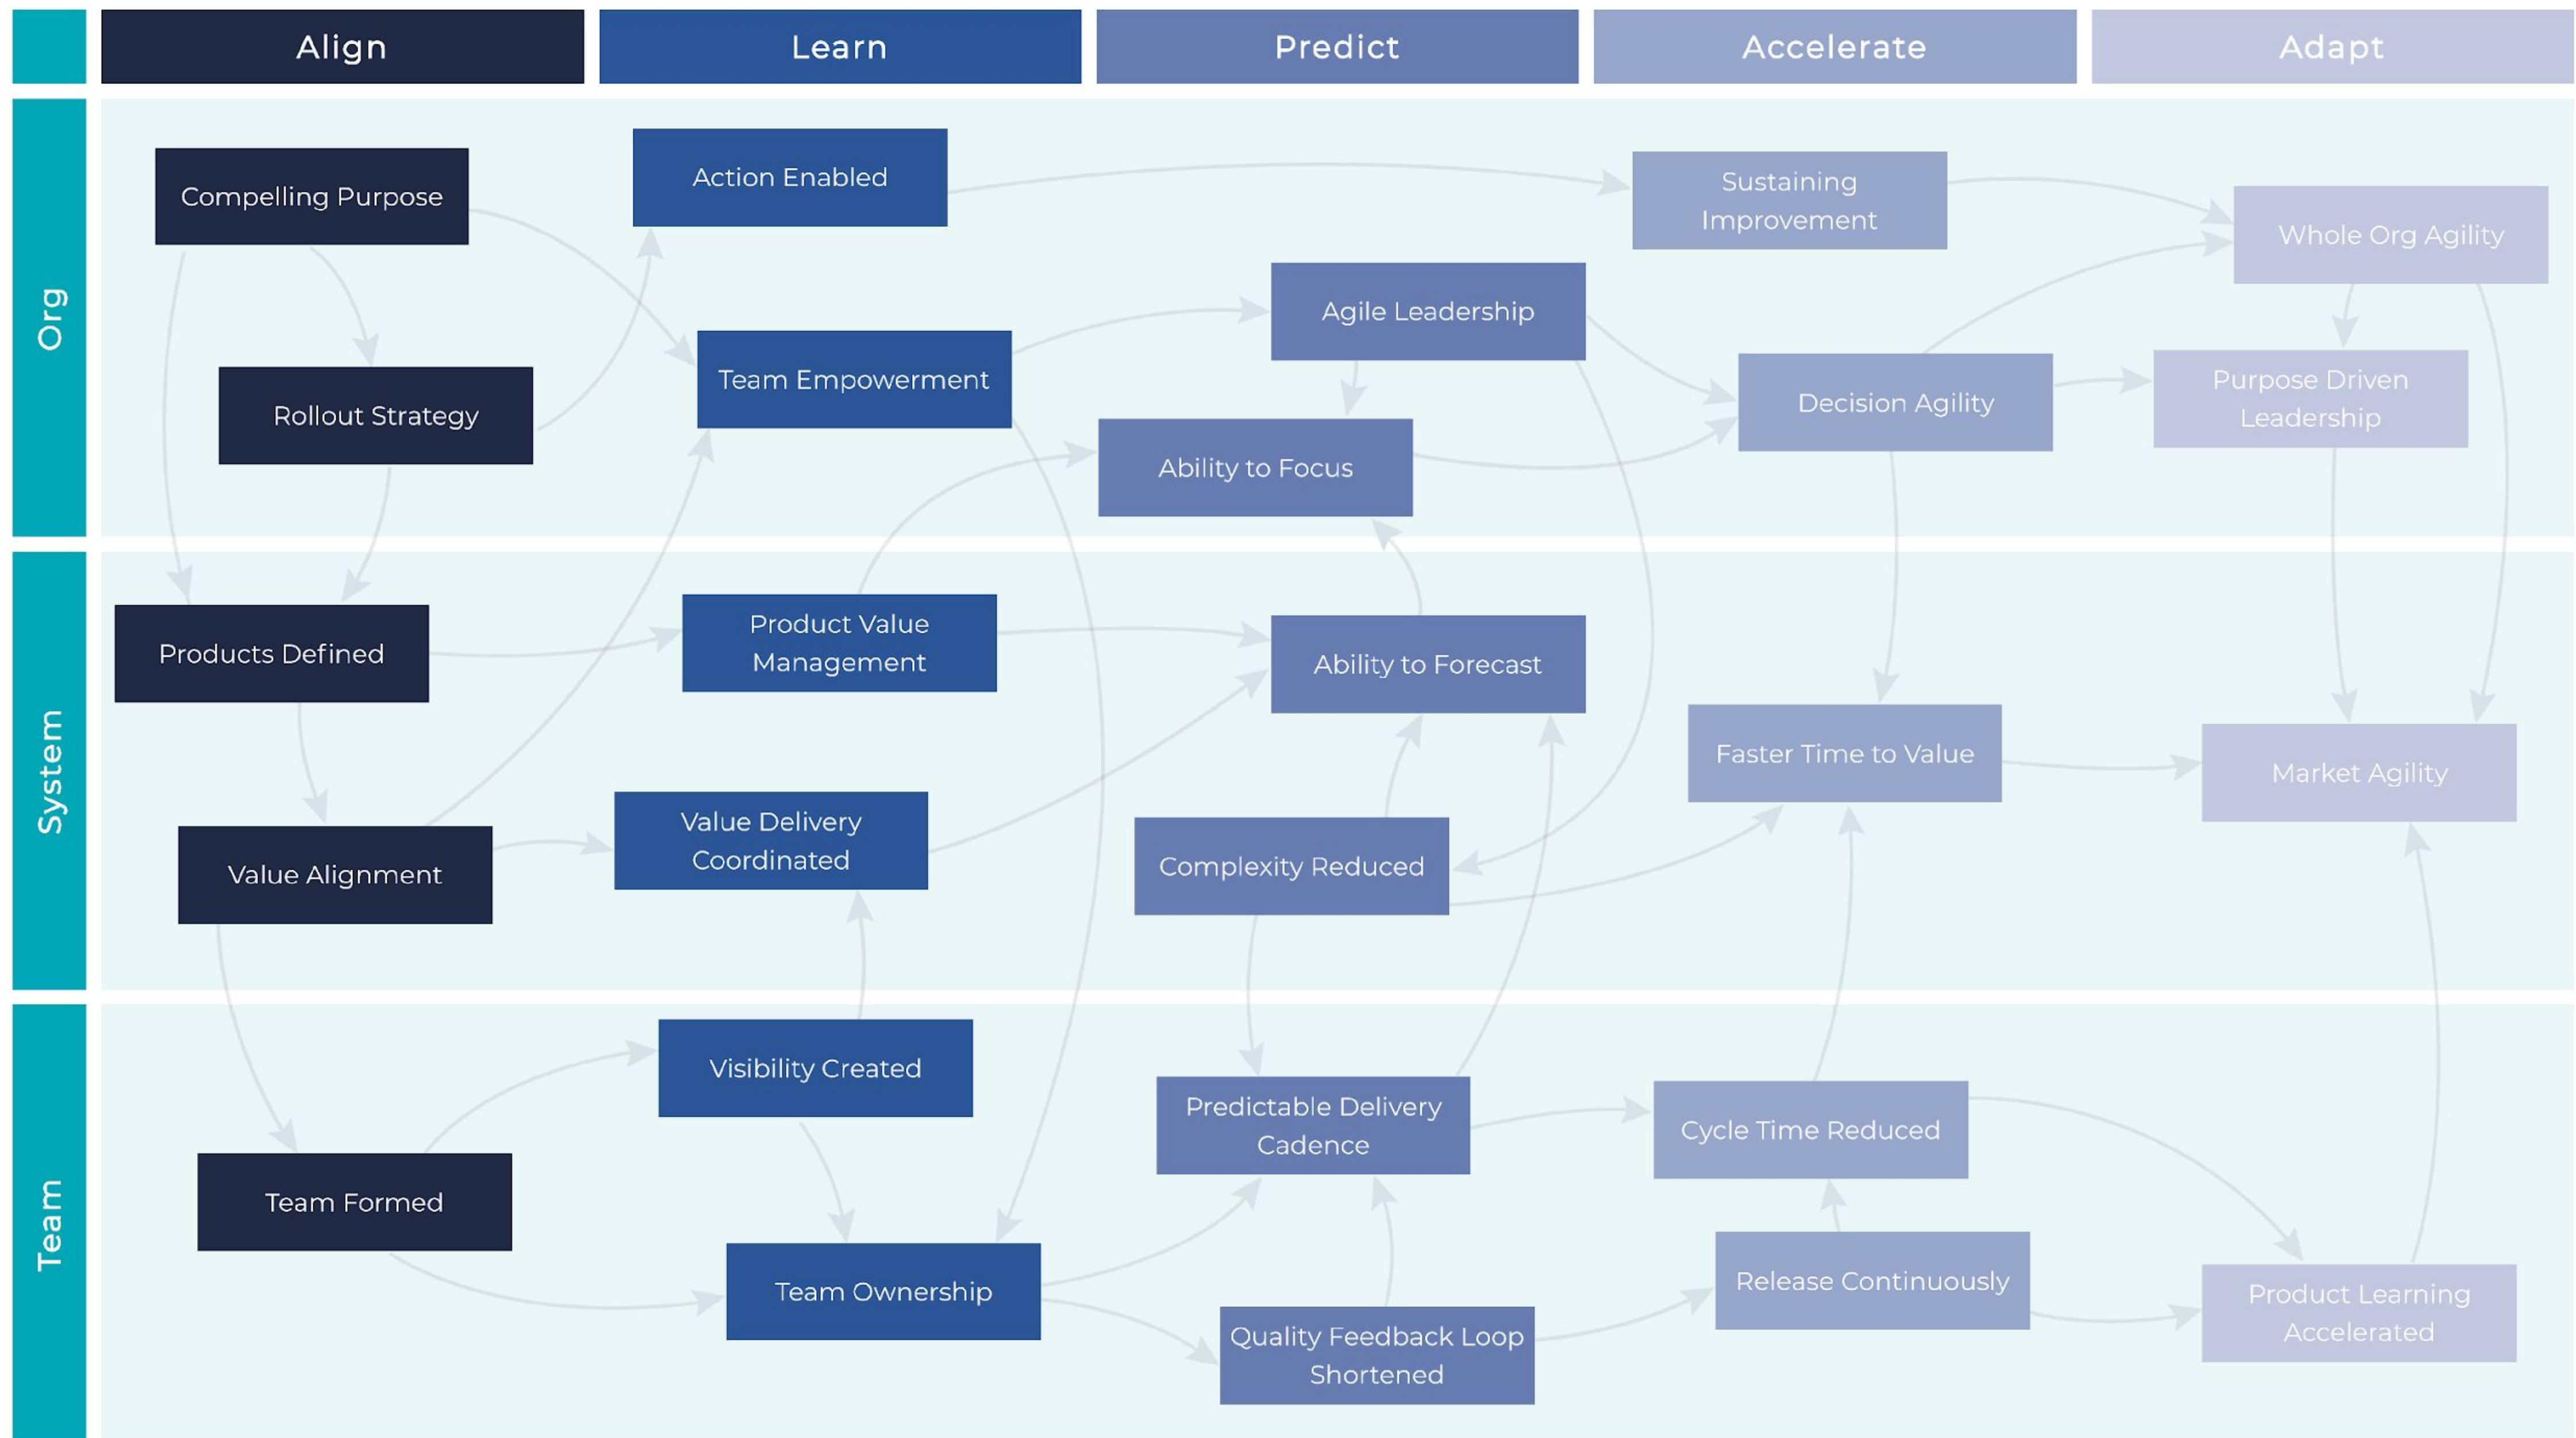 Align
Learn
Predict
Accelerate
Adapt
Org
Compelling Purpose
Rollout Strategy
Action Enabled
Team Empowerment
Agile Leadership
Ability to Focus
Sustaining
Improvement
Decision Agility
Whole Org Agility
Purpose Driven
Leadership
System
Products Defined
Value Alignment
Product Value
Management
Value Delivery
Coordinated
Ability to Forecast
Complexity Reduced
Faster Time to Value
Market Agility
Team
Team Formed
Visibility Created
Team Ownership
Predictable Delivery
Cadence
Quality Feedback Loop
Shortened
Cycle Time Reduced
Release Continuously
Product Learning
Accelerated